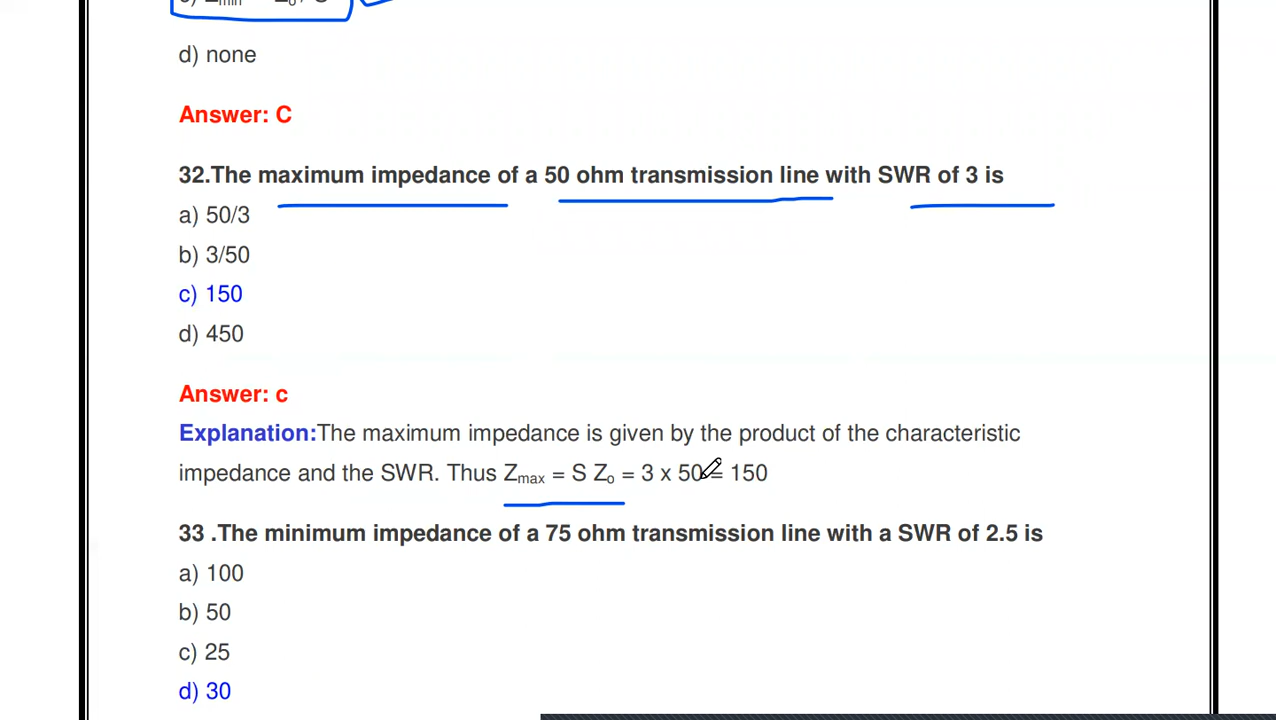 d) none
Answer: C
32.The maximum impedance of a 50 ohm transmission line with SWR of 3 is
a) 50/3
b) 3/50
c) 150
d) 450
Answer: c
Explanation:The maximum impedance is given by the product of the characteristic
impedance and the SWR. Thus Zmax = S Zo = 3 x 50 = 150
33 .The minimum impedance of a 75 ohm transmission line with a SWR of 2.5 is
a) 100
b) 50
c) 25
d) 30